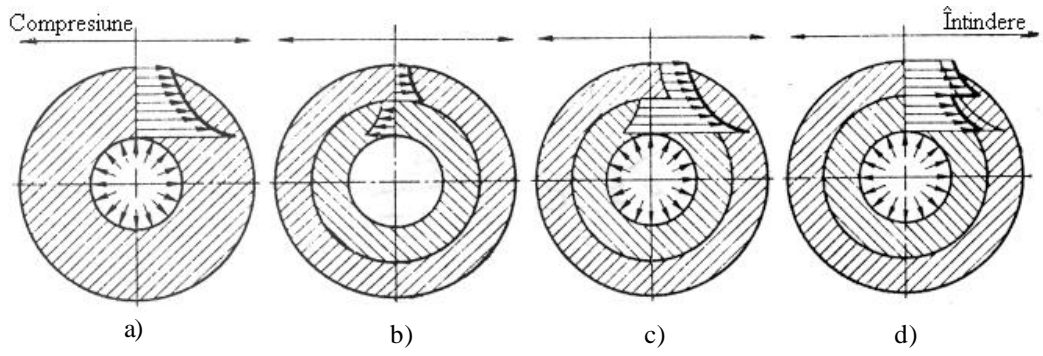 Compresiune
Întindere
a)
b)
c)
d)